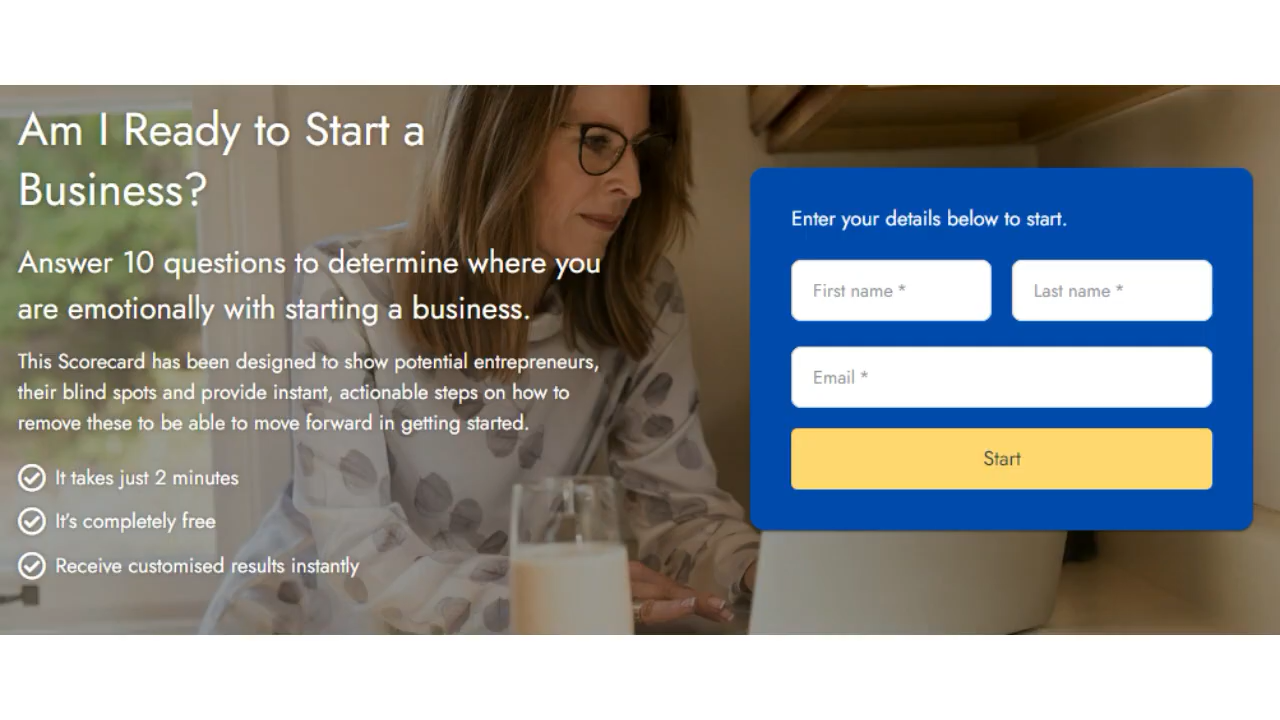 Am I Ready to Start a
Business?
Answer 10 questions to determine where you
are emotionally with starting a business.
This Scorecard has been designed to show potential entrepreneurs,
their blind spots and provide instant, actionable steps on how to
remove these to be able to move forward in getting started.
It takes just 2 minutes
It's completely free
Receive customised results instantly
Enter your details below to start.
First name *
Last name *
Email *
Start